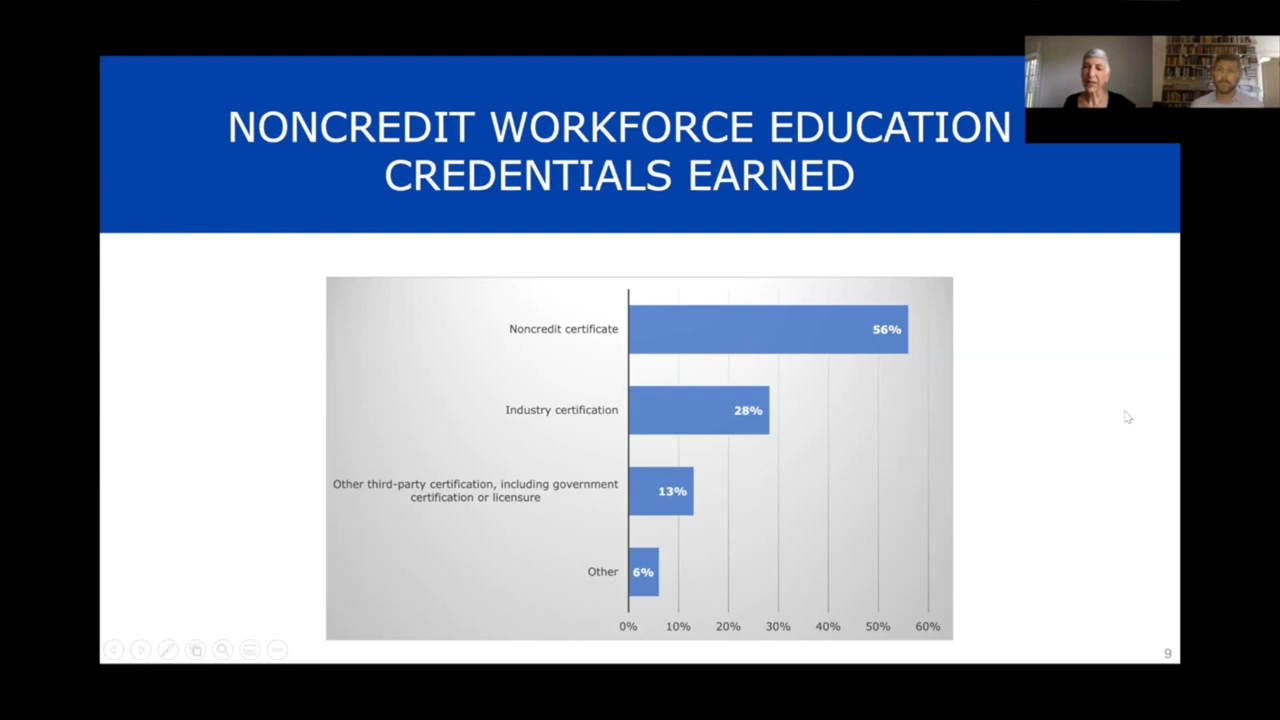 NONCREDIT WORKFORCE EDUCATION
CREDENTIALS EARNED
Noncredit certificate
56%
Industry certification
28%
Other third-party certification, including government
certification or licensure
13%
Other
6%
0% 10% 20% 30% 40% 50% 60%
9